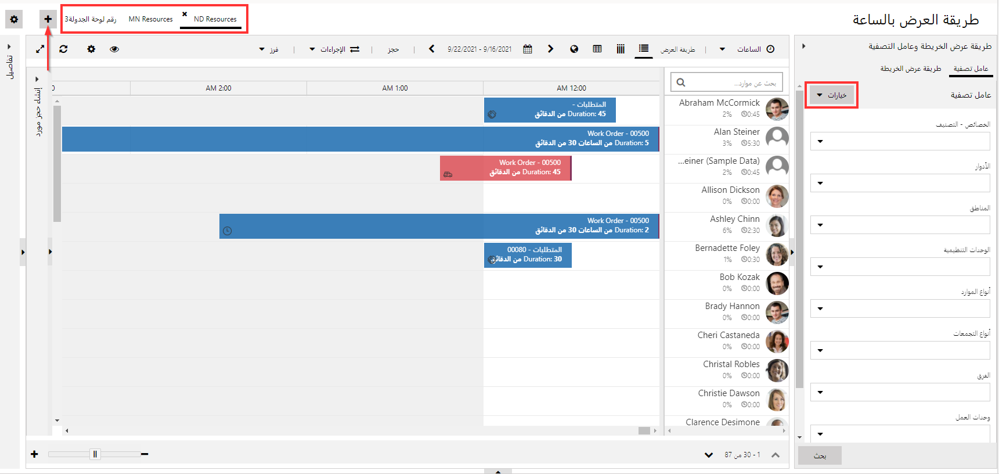 طريقة العرض بالساعة
ND Resources
MN Resources
رقم لوحة الجدولة3
طريقة عرض الخريطة وعامل التصفية
عامل تصفية
طريقة عرض الخريطة
عامل تصفية
خيارات
الخصائص - التصنيف
الأدوار
المناطق
الوحدات التنظيمية
أنواع الموارد
أنواع التجمعات
الفرق
وحدات العمل
بحث
الساعات
طريقة العرض
9/16/2021 - 9/22/2021
حجز
الإجراءات
فرز
بحث عن موارد...
12:00 AM
1:00 AM
2:00 AM
Abraham McCormick
0:45
2%
المتطلبات -
Duration: 45 من الدقائق
Alan Steiner
5:30
3%
Work Order - 00500
Duration: 5 من الساعات 30 من الدقائق
...einer (Sample Data)
0:45
2%
Work Order - 00500
Duration: 45 من الدقائق
Allison Dickson
0:00
0%
Ashley Chinn
2:30
6%
Work Order - 00500
Duration: 2 من الساعات 30 من الدقائق
Bernadette Foley
0:30
1%
المتطلبات - 00080
Duration: 30 من الدقائق
Bob Kozak
0:00
0%
Brady Hannon
0:00
0%
Cheri Castaneda
0:00
0%
Christal Robles
0:00
0%
Christie Dawson
0:00
0%
Clarence Desimone
1 - 30 من 87
إنشاء حجز مورد
تفاصيل